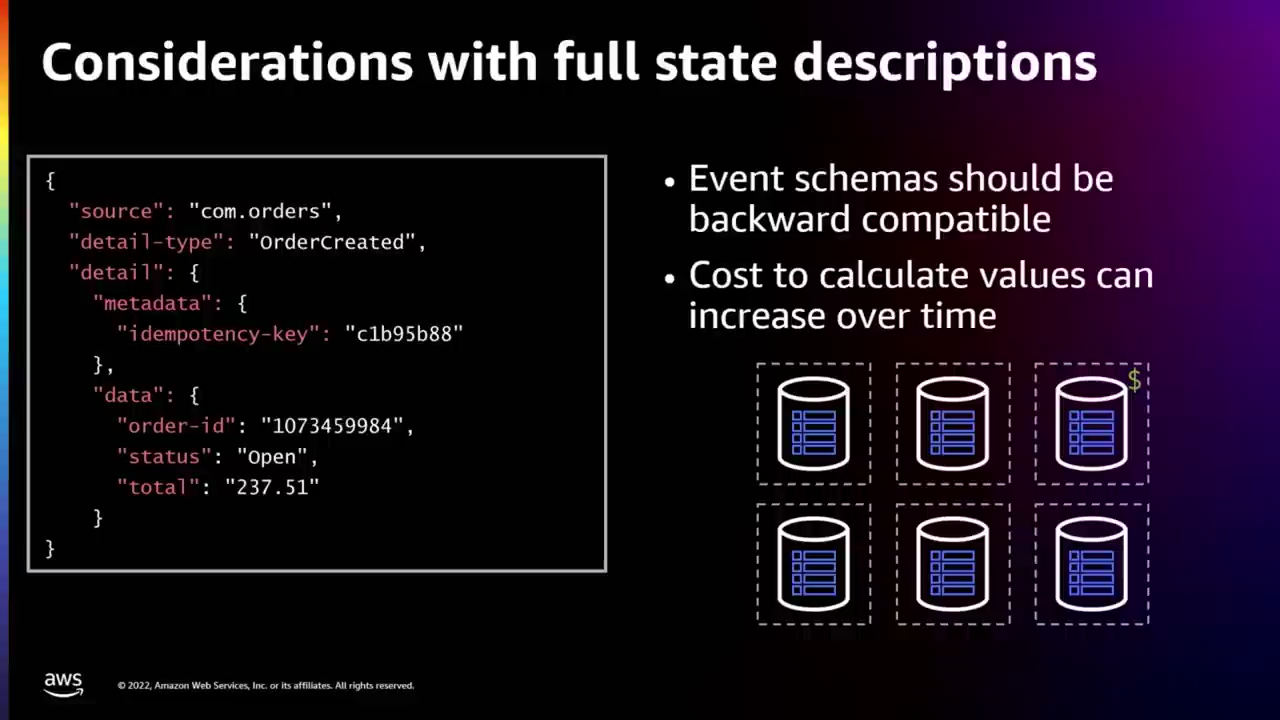 Considerations with full state descriptions
{
"source": "com.orders",
"detail-type": "OrderCreated",
"detail": {
"metadata": {
"idempotency-key": "c1b95b88"
},
"data": {
"order-id": "1073459984",
"status": "Open",
"total": "237.51"
}
}
• Event schemas should be
backward compatible
• Cost to calculate values can
increase over time
$
aws
© 2022, Amazon Web Services, Inc. or its affiliates. All rights reserved.